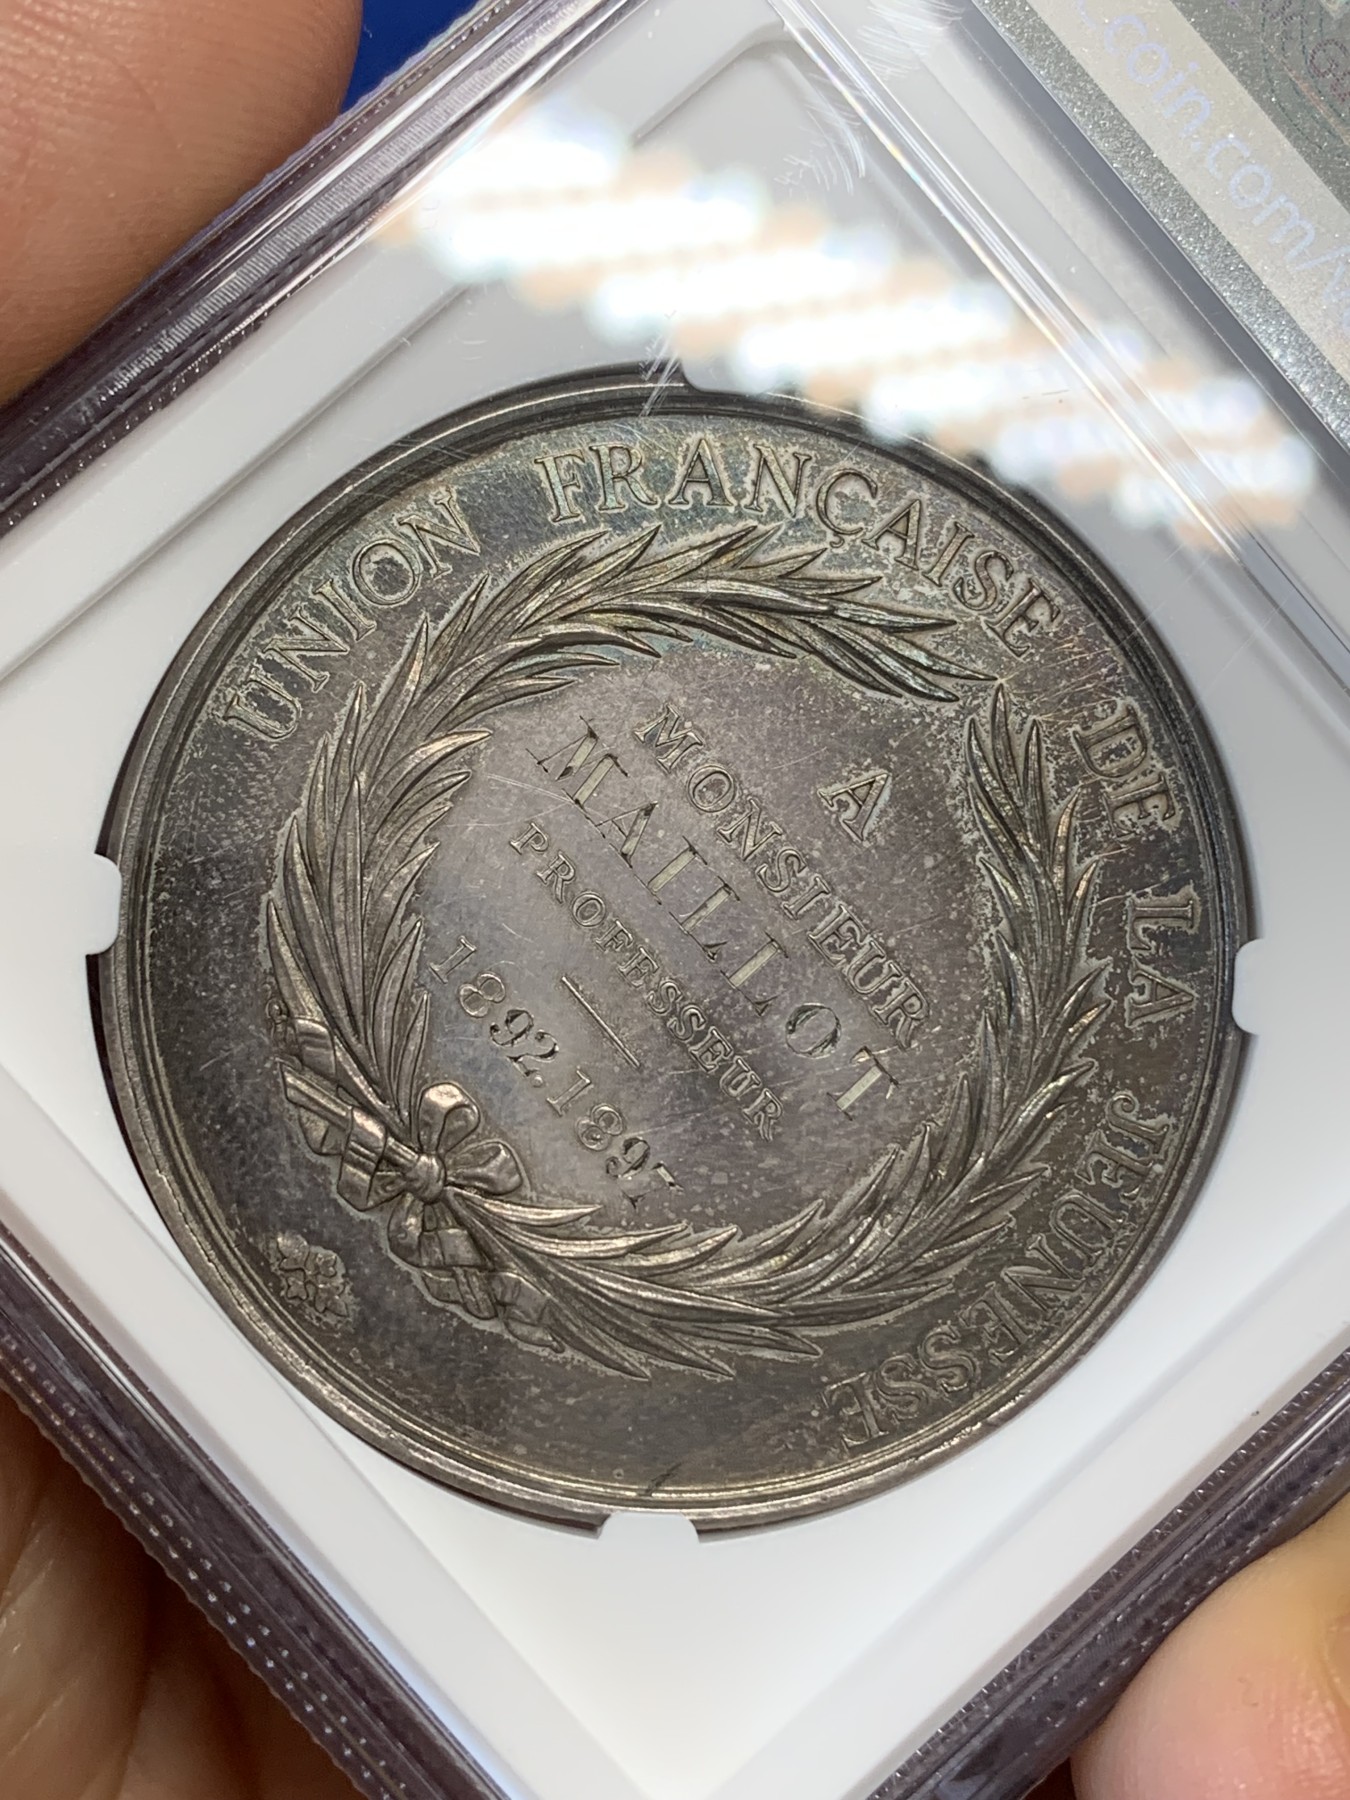 UNION FRANÇAISE DE LA JEUNESSE
A
MONSIEUR
MAILLOT
PROFESSEUR
1892.1897
coin.com/